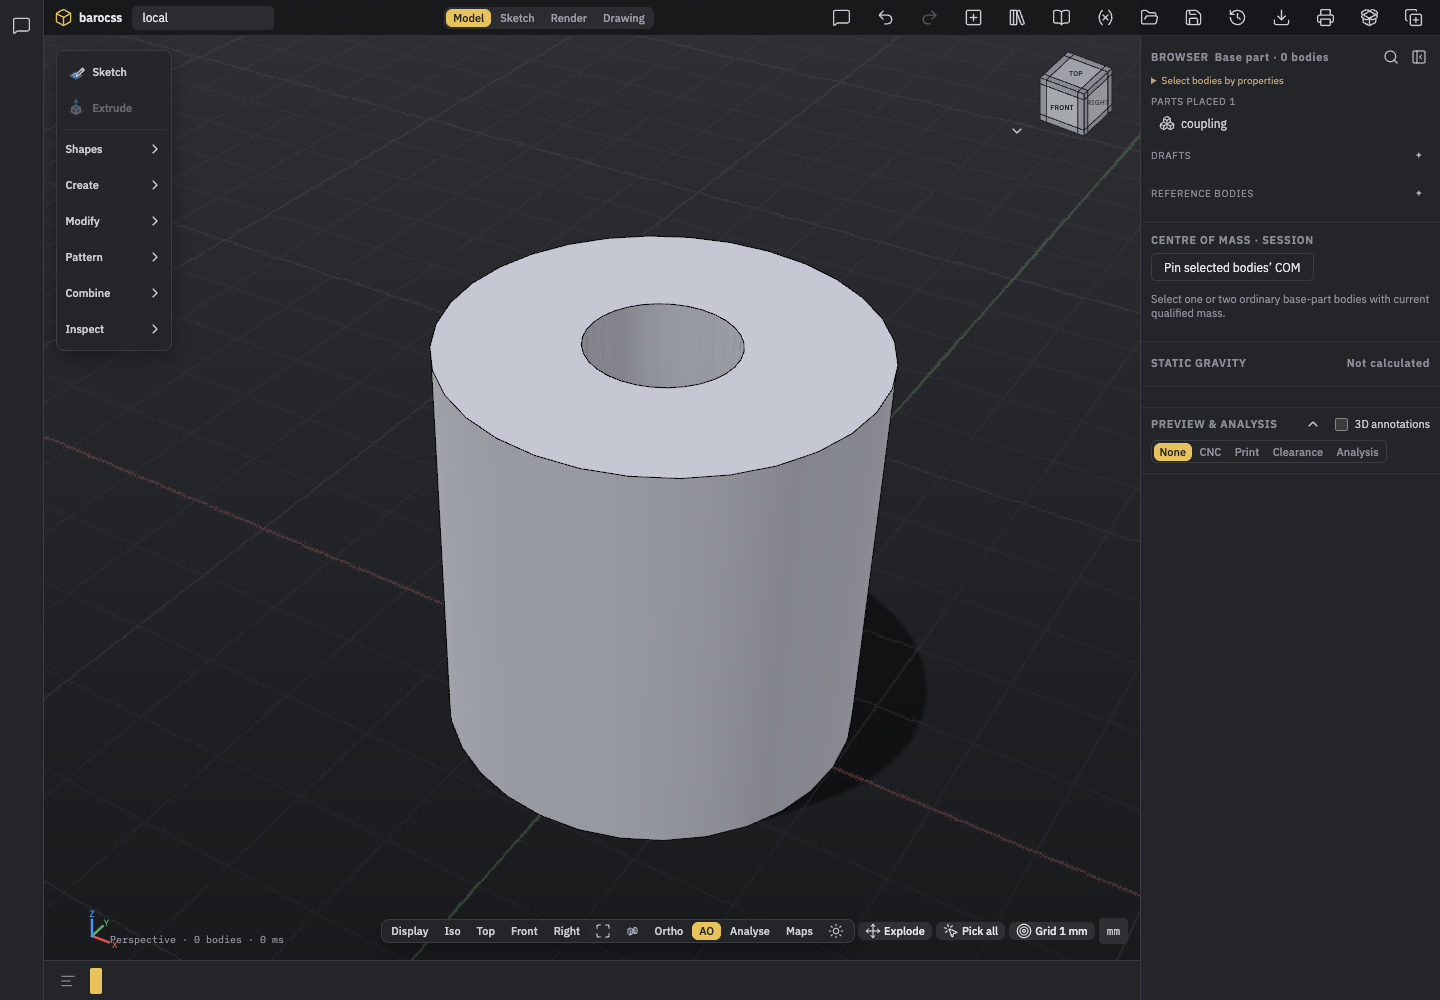 barocss
local
Model Sketch Render Drawing
Sketch
Extrude
Shapes
Create
Modify
Pattern
Combine
Inspect
TOP
FRONT
RIGHT
BROWSER Base part · 0 bodies
Select bodies by properties
PARTS PLACED 1
coupling
DRAFTS
REFERENCE BODIES
CENTRE OF MASS · SESSION
Pin selected bodies’ COM
Select one or two ordinary base-part bodies with current
qualified mass.
STATIC GRAVITY Not calculated
PREVIEW & ANALYSIS 3D annotations
None CNC Print Clearance Analysis
Z
Y
X
Perspective · 0 bodies · 0 ms
Display Iso Top Front Right Ortho AO Analyse Maps Explode Pick all Grid 1 mm mm